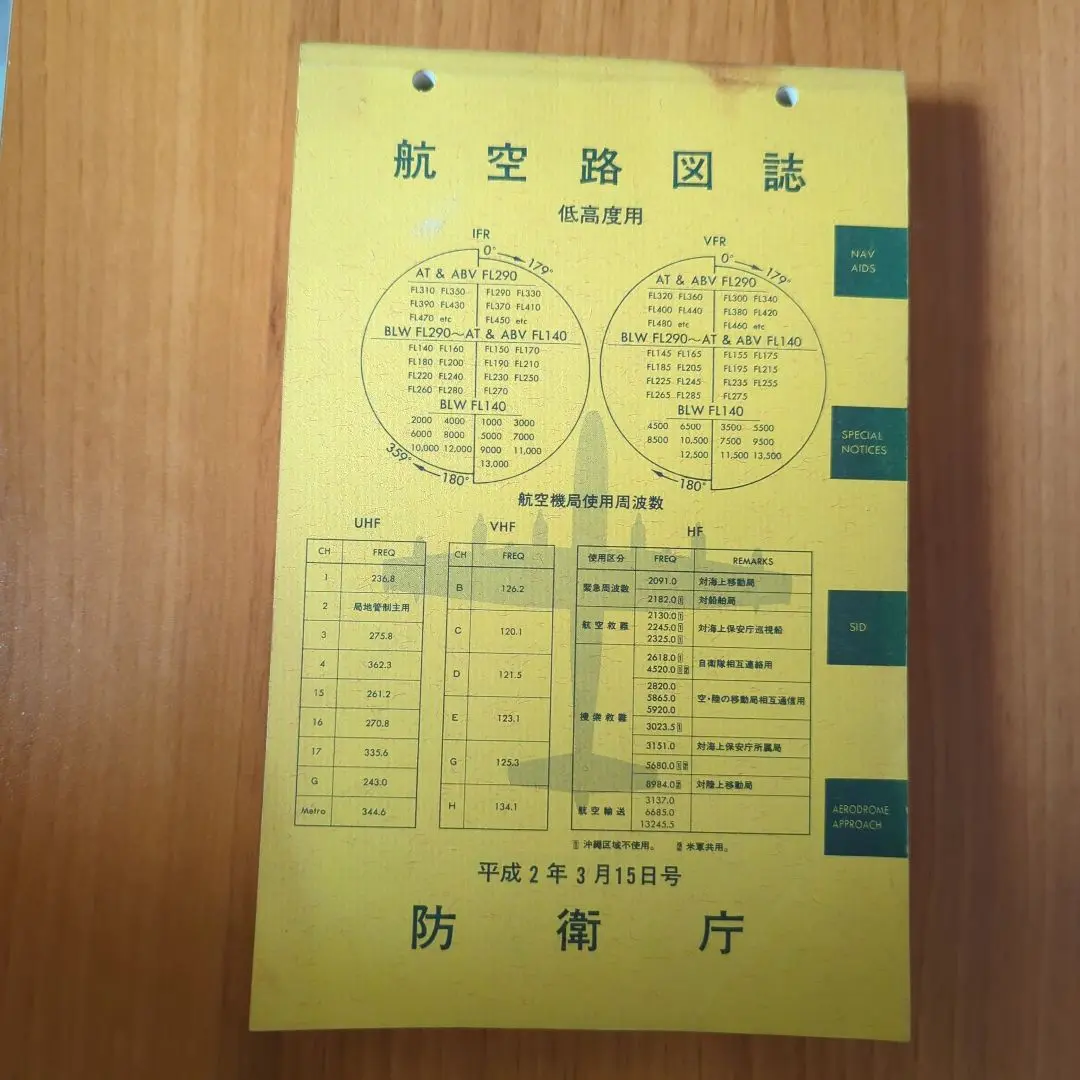 航空路図誌
低高度用
IFR
0° 179°
AT & ABV FL290
FL310 FL350 FL290 FL330
FL390 FL430 FL370 FL410
FL470 etc FL450 etc
BLW FL290～AT & ABV FL140
FL140 FL160 FL150 FL170
FL180 FL200 FL190 FL210
FL220 FL240 FL230 FL250
FL260 FL280 FL270
BLW FL140
2000 4000 1000 3000
6000 8000 5000 7000
10,000 12,000 9000 11,000
13,000
359° 180°
VFR
0° 179°
AT & ABV FL290
FL320 FL360 FL300 FL340
FL400 FL440 FL380 FL420
FL480 etc FL460 etc
BLW FL290～AT & ABV FL140
FL145 FL165 FL155 FL175
FL185 FL205 FL195 FL215
FL225 FL245 FL235 FL255
FL265 FL285 FL275
BLW FL140
4500 6500 3500 5500
8500 10,500 7500 9500
12,500 11,500 13,500
180°
NAV
AIDS
SPECIAL
NOTICES
SID
AERODROME
APPROACH
航空機局使用周波数
UHF
CH FREQ
1 236.8
2 局地管制主用
3 275.8
4 362.3
15 261.2
16 270.8
17 335.6
G 243.0
Metro 344.6
VHF
CH FREQ
B 126.2
C 120.1
D 121.5
E 123.1
G 125.3
H 134.1
HF
使用区分 FREQ REMARKS
緊急周波数 2091.0 対海上移動局
2182.0① 対船舶局
航空救難 2130.0①
2245.0① 対海上保安庁巡視船
2325.0①
捜索救難 2618.0①
4520.0①② 自衛隊相互連絡用
2820.0
5865.0 空・陸の移動局相互通信用
5920.0
3023.5①
3151.0 対海上保安庁所属局
5680.0①②
8984.0② 対陸上移動局
航空輸送 3137.0
6685.0
13245.5
① 沖縄区域不使用。 ② 米軍共用。
平成2年3月15日号
防衛庁